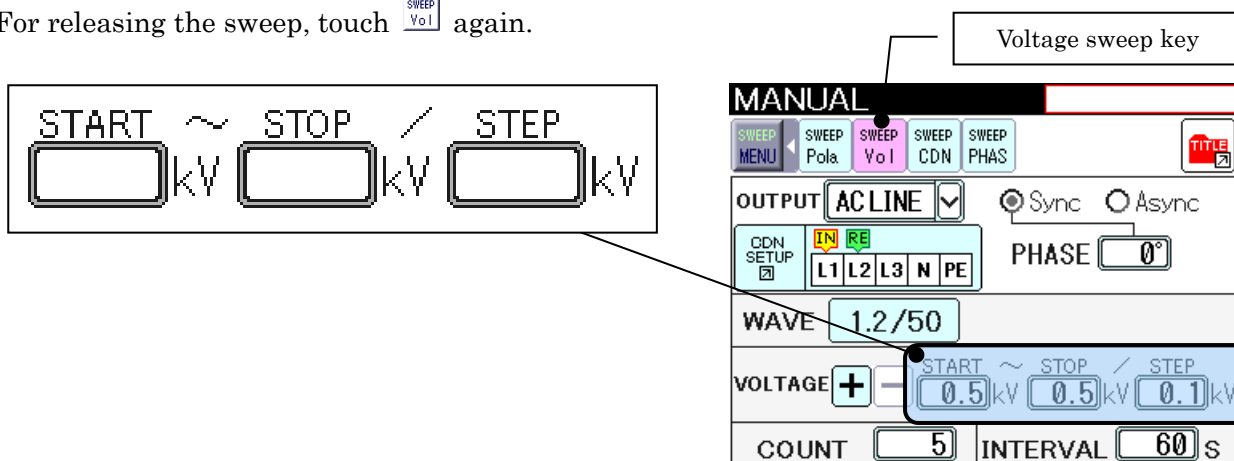 For releasing the sweep, touch SWEEP Vol again.
Voltage sweep key
START ～ STOP ／ STEP
kV kV kV
MANUAL
SWEEP MENU SWEEP Pola SWEEP Vol SWEEP CDN SWEEP PHAS TITLE
OUTPUT AC LINE Sync Async
CDN SETUP IN RE
L1 L2 L3 N PE
PHASE 0°
WAVE 1.2/50
START ～ STOP ／ STEP
VOLTAGE + − 0.5 kV 0.5 kV 0.1 kV
COUNT 5 INTERVAL 60 s